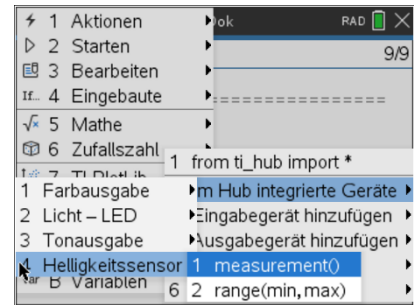 1 Aktionen
ok RAD
2 Starten
9/9
3 Bearbeiten
If... 4 Eingebaute
================
√x 5 Mathe
6 Zufallszahl
1 from ti_hub import *
7 TI PlotLib
1 Farbausgabe
m Hub integrierte Geräte
2 Licht – LED
Eingabegerät hinzufügen
3 Tonausgabe
Ausgabegerät hinzufügen
4 Helligkeitssensor
1 measurement()
var B Variablen
6 2 range(min,max)